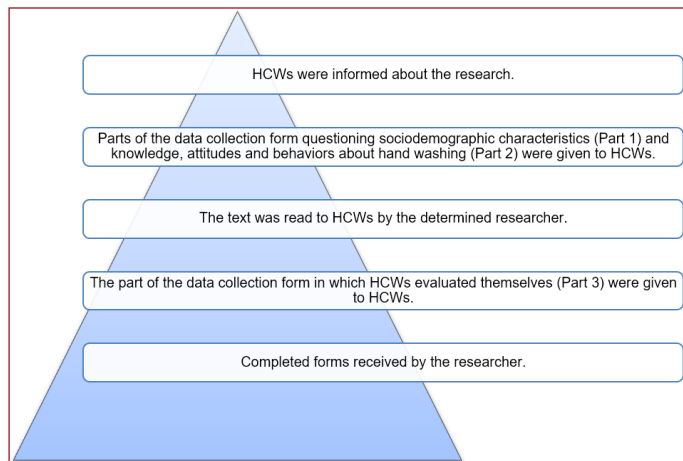 HCWs were informed about the research.
Parts of the data collection form questioning sociodemographic characteristics (Part 1) and
knowledge, attitudes and behaviors about hand washing (Part 2) were given to HCWs.
The text was read to HCWs by the determined researcher.
The part of the data collection form in which HCWs evaluated themselves (Part 3) were given
to HCWs.
Completed forms received by the researcher.